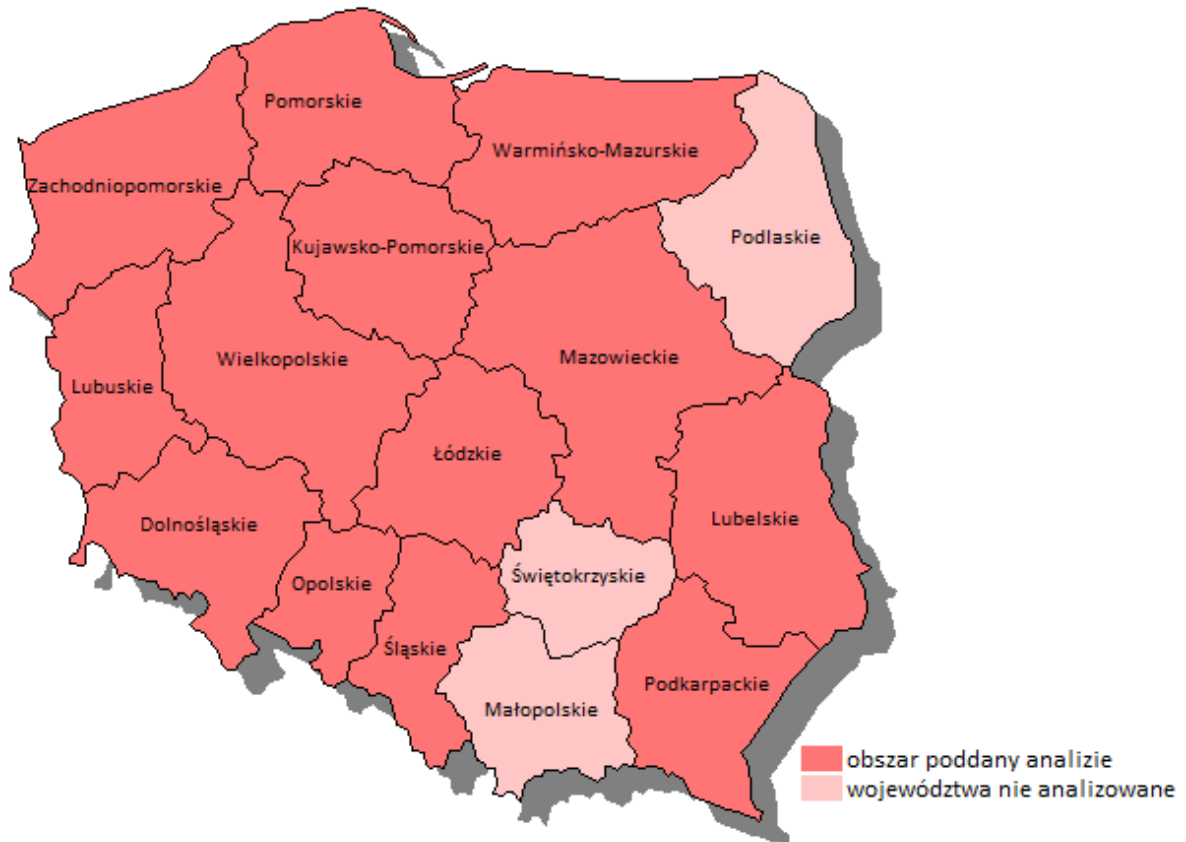 Pomorskie
Warmińsko-Mazurskie
Zachodniopomorskie
Podlaskie
Kujawsko-Pomorskie
Wielkopolskie
Mazowieckie
Lubuskie
Łódzkie
Lubelskie
Dolnośląskie
Opolskie
Świętokrzyskie
Śląskie
Podkarpackie
Małopolskie
obszar poddany analizie
województwa nie analizowane